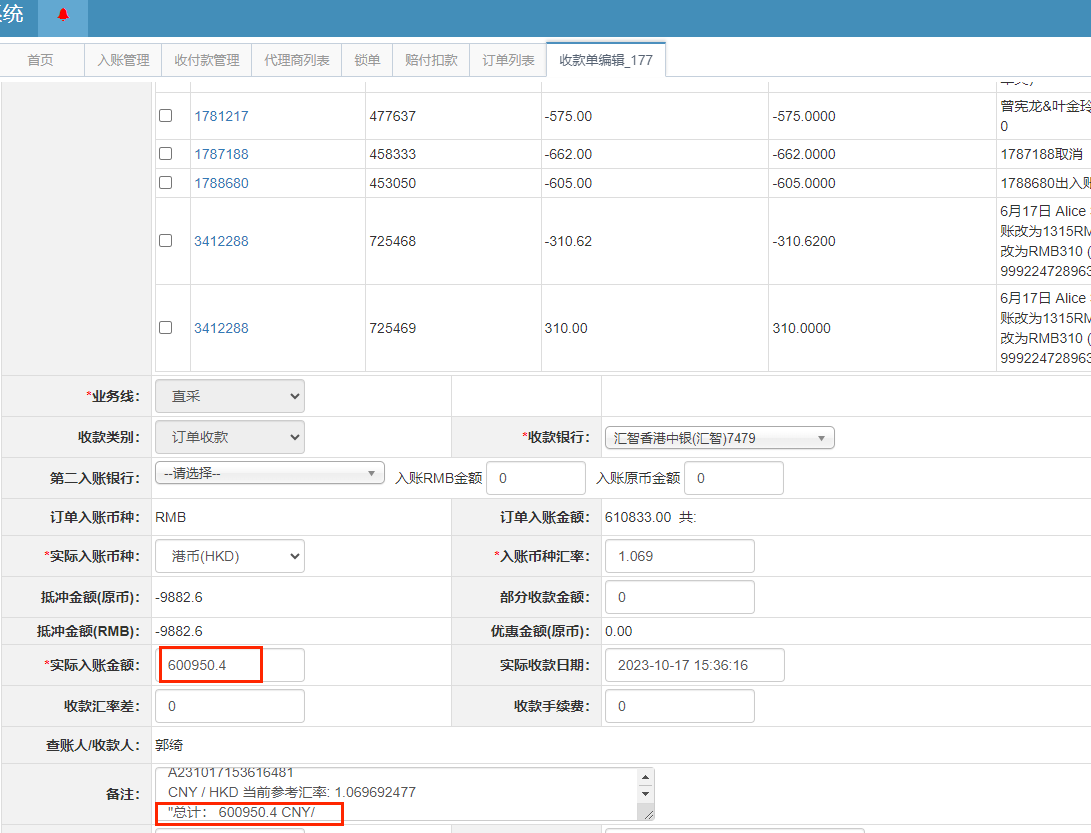 系统
首页 入账管理 收付款管理 代理商列表 锁单 赔付扣款 订单列表 收款单编辑_177
曾宪龙&叶金玲
1781217 477637 -575.00 -575.0000 0
1787188 458333 -662.00 -662.0000 1787188取消
1788680 453050 -605.00 -605.0000 1788680出入账
6月17日 Alice
账改为1315RM
3412288 725468 -310.62 -310.6200
改为RMB310 (
999224728963
6月17日 Alice
账改为1315RM
3412288 725469 310.00 310.0000
改为RMB310 (
999224728963
*业务线: 直采
收款类别: 订单收款 *收款银行: 汇智香港中银(汇智)7479
第二入账银行: --请选择-- 入账RMB金额 0 入账原币金额 0
订单入账币种: RMB 订单入账金额: 610833.00 共:
*实际入账币种: 港币(HKD) *入账币种汇率: 1.069
抵冲金额(原币): -9882.6 部分收款金额: 0
抵冲金额(RMB): -9882.6 优惠金额(原币): 0.00
*实际入账金额: 600950.4 实际收款日期: 2023-10-17 15:36:16
收款汇率差: 0 收款手续费: 0
查账人/收款人: 郭绮
A231017153616481
备注: CNY / HKD 当前参考汇率: 1.069692477
"总计: 600950.4 CNY/